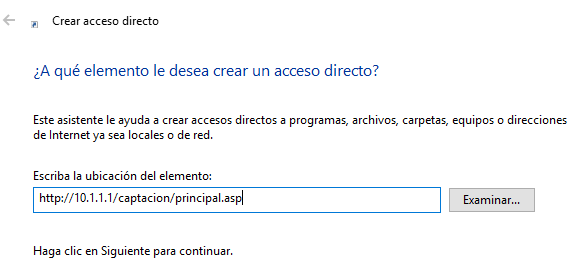 Crear acceso directo
¿A qué elemento le desea crear un acceso directo?
Este asistente le ayuda a crear accesos directos a programas, archivos, carpetas, equipos o direcciones
de Internet ya sea locales o de red.
Escriba la ubicación del elemento:
http://10.1.1.1/captacion/principal.asp
Examinar...
Haga clic en Siguiente para continuar.